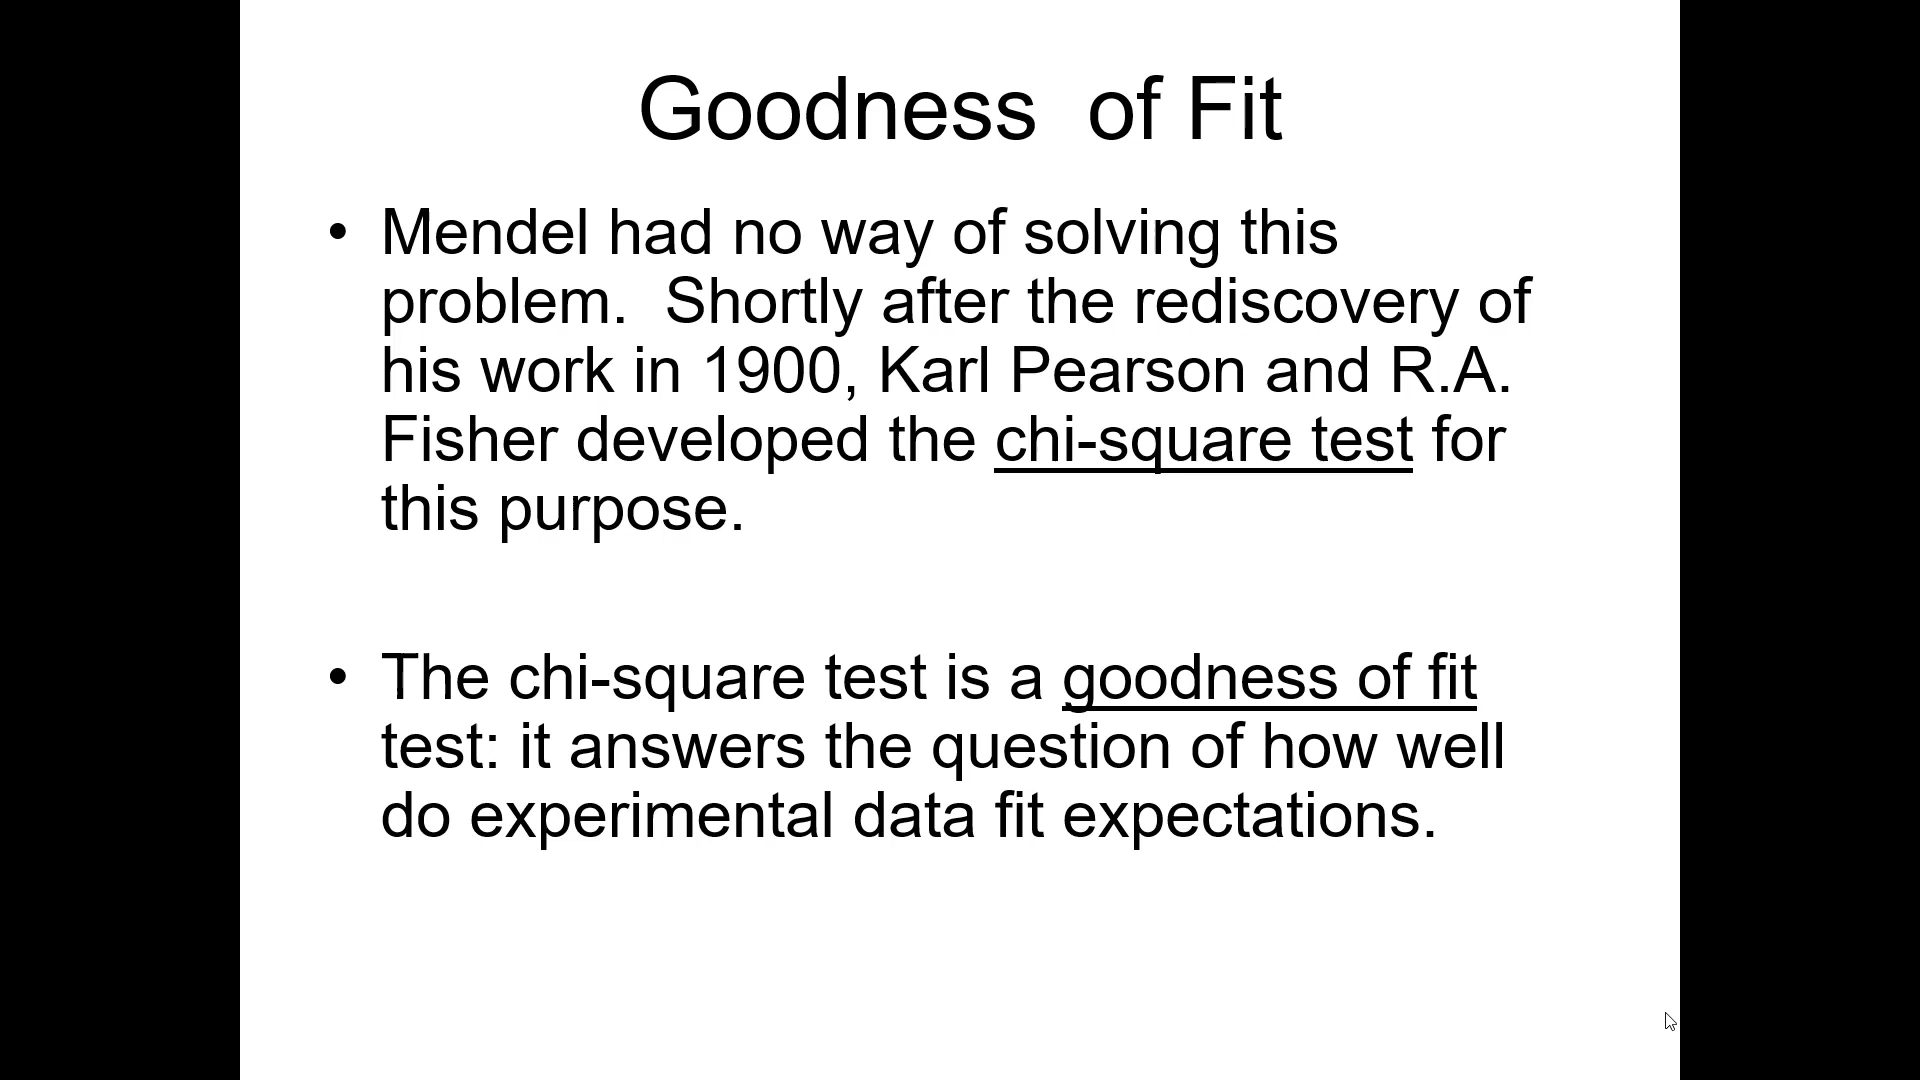 Goodness  of Fit
• Mendel had no way of solving this
problem.  Shortly after the rediscovery of
his work in 1900, Karl Pearson and R.A.
Fisher developed the chi-square test for
this purpose.
• The chi-square test is a goodness of fit
test: it answers the question of how well
do experimental data fit expectations.